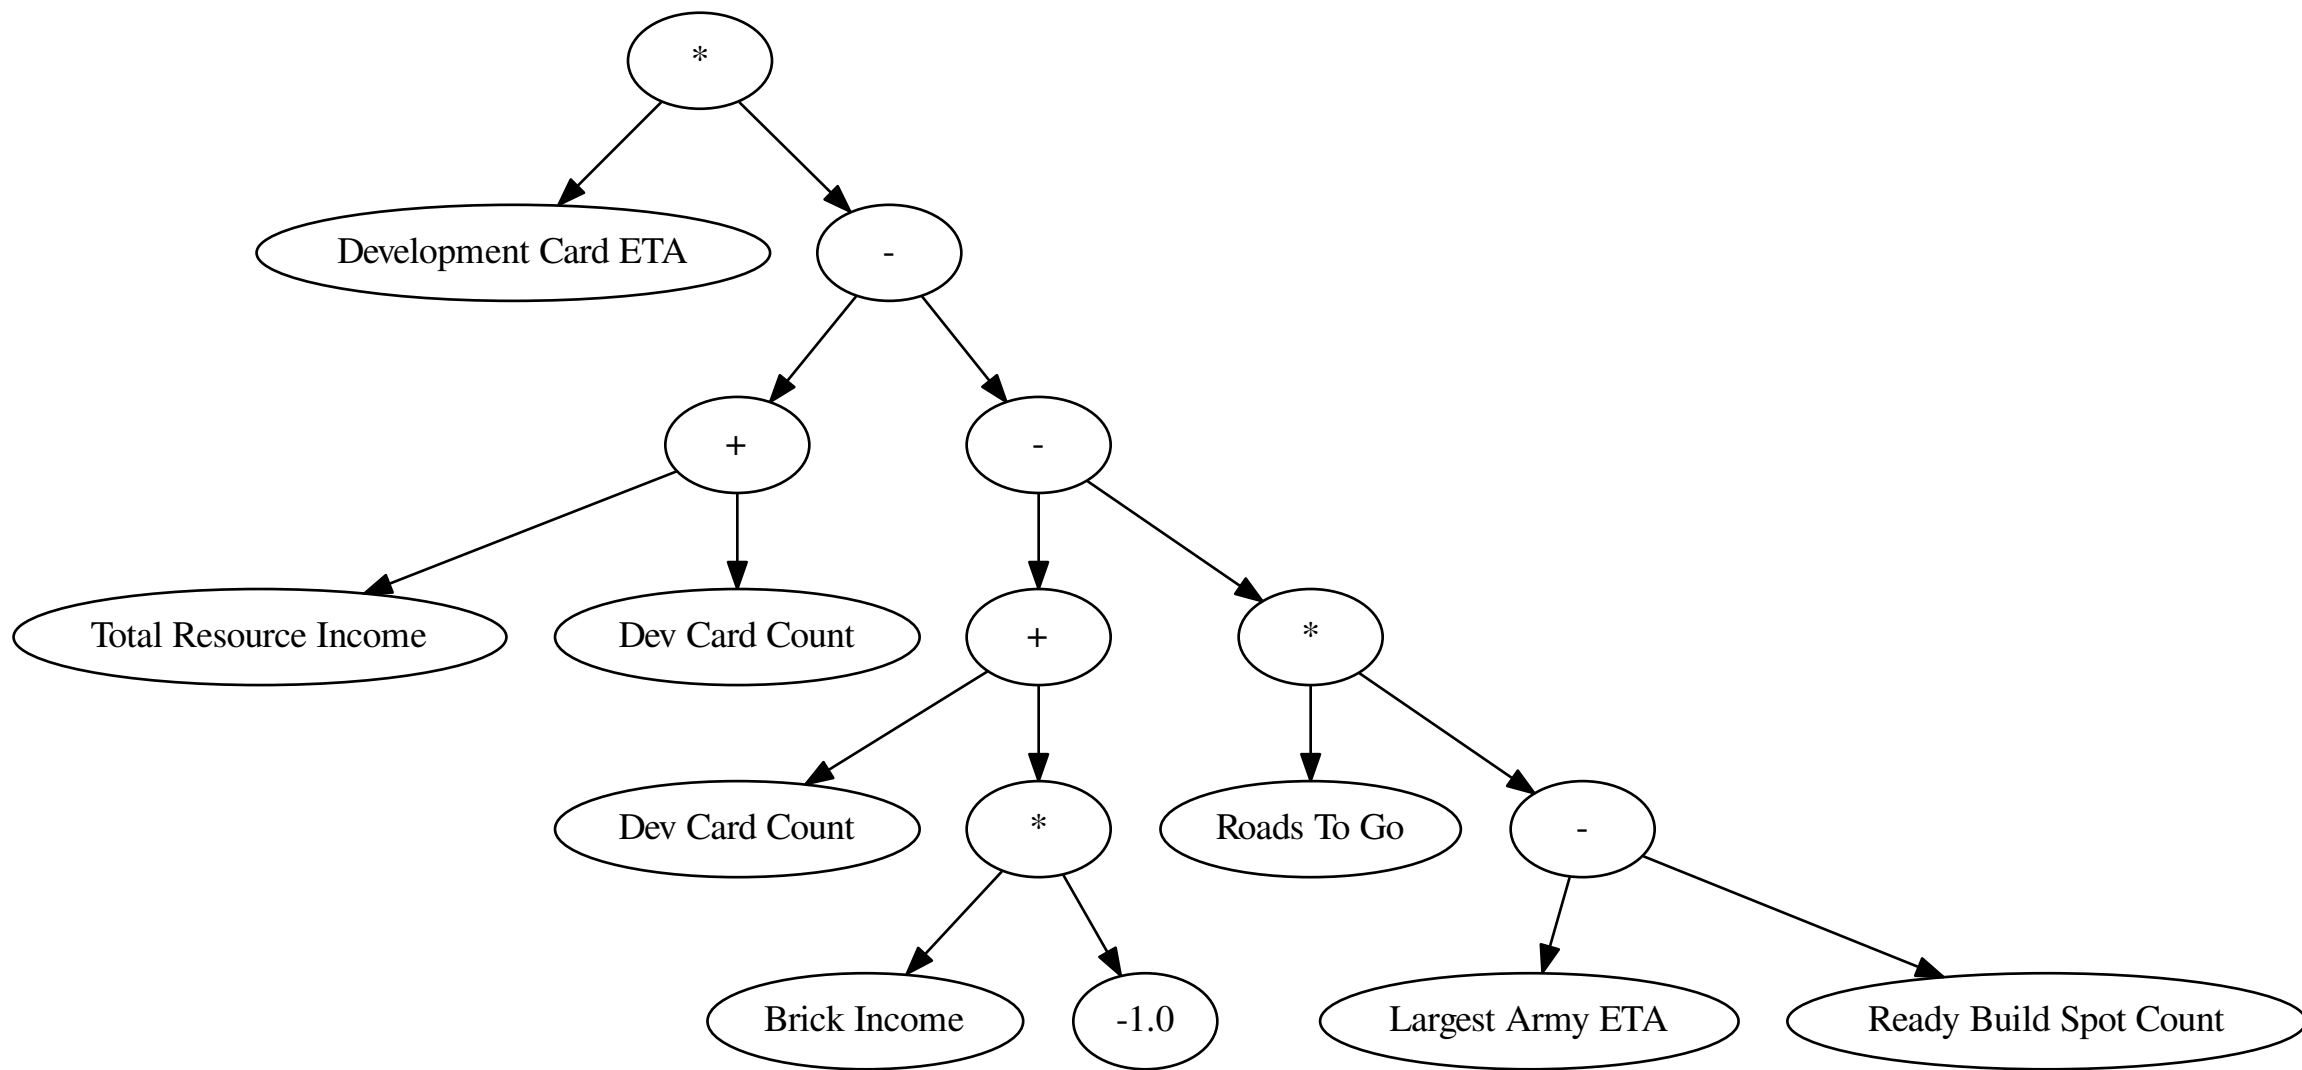 *
Development Card ETA
-
+
-
Total Resource Income
Dev Card Count
+
*
Dev Card Count
*
Roads To Go
-
Brick Income
-1.0
Largest Army ETA
Ready Build Spot Count